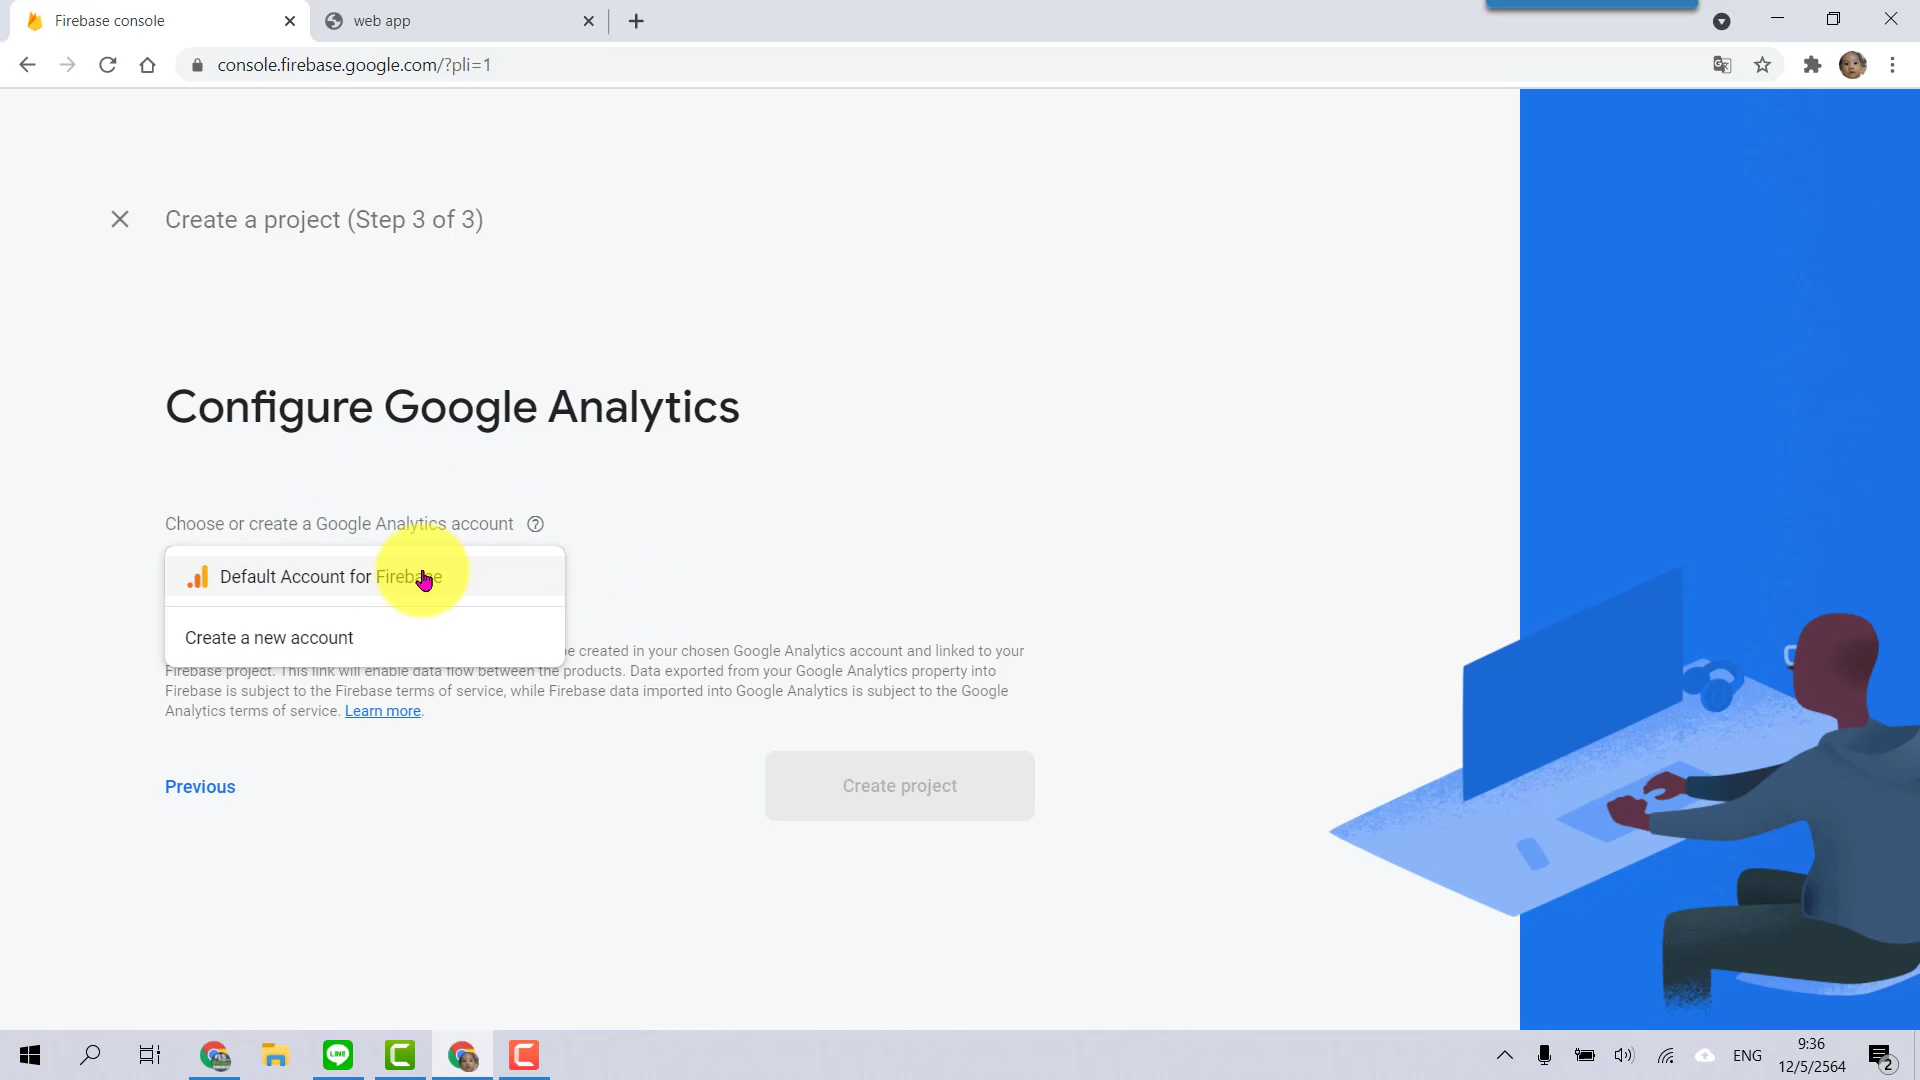 Firebase console
web app
console.firebase.google.com/?pli=1
Create a project (Step 3 of 3)
Configure Google Analytics
Choose or create a Google Analytics account
Default Account for Firebase
Create a new account
be created in your chosen Google Analytics account and linked to your
Firebase project. This link will enable data flow between the products. Data exported from your Google Analytics property into
Firebase is subject to the Firebase terms of service, while Firebase data imported into Google Analytics is subject to the Google
Analytics terms of service. Learn more.
Previous
Create project
LINE
ENG
9:36
12/5/2564
2